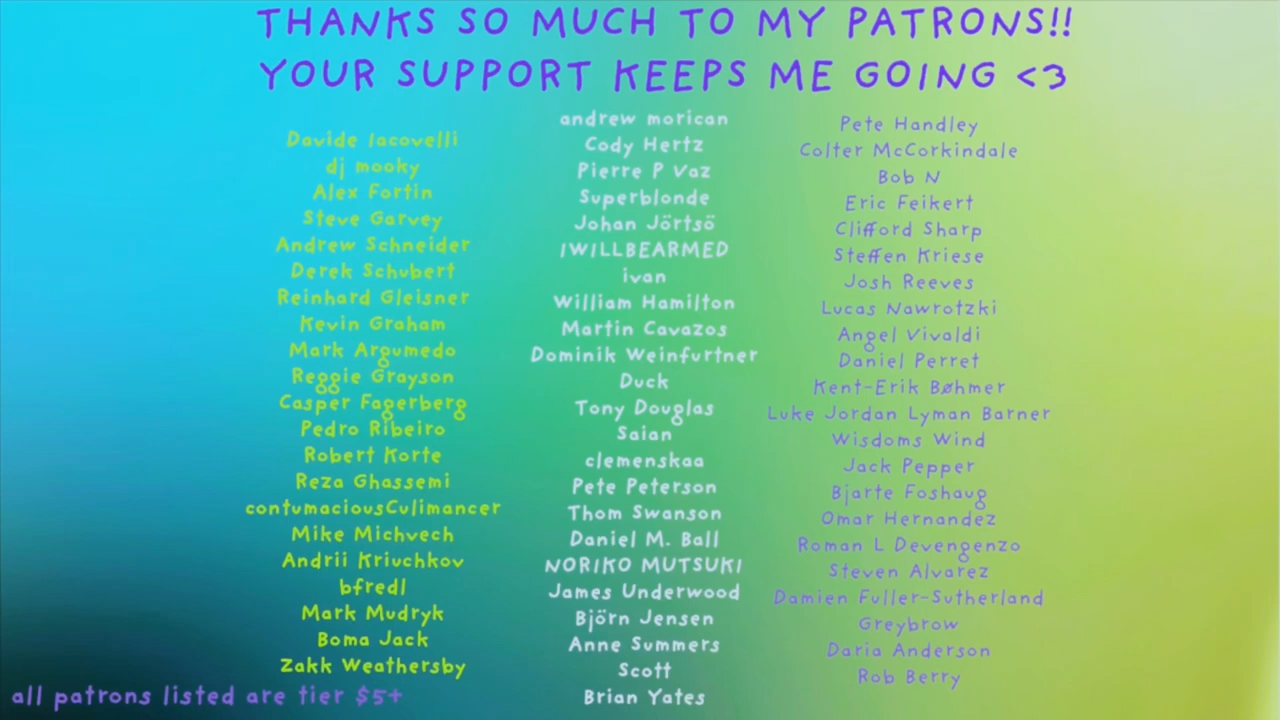 THANKS SO MUCH TO MY PATRONS!!
YOUR SUPPORT KEEPS ME GOING <3
Davide Iacovelli
dj mooky
Alex Fortin
Steve Garvey
Andrew Schneider
Derek Schubert
Reinhard Gleisner
Kevin Graham
Mark Argumedo
Reggie Grayson
Casper Fagerberg
Pedro Ribeiro
Robert Korte
Reza Ghassemi
contumaciousCulimancer
Mike Michvech
Andrii Kriuchkov
bfredl
Mark Mudryk
Boma Jack
Zakk Weathersby
andrew morican
Cody Hertz
Pierre P Vaz
Superblonde
Johan Jörtsö
IWILLBEARMED
ivan
William Hamilton
Martin Cavazos
Dominik Weinfurtner
Duck
Tony Douglas
Saian
clemenskaa
Pete Peterson
Thom Swanson
Daniel M. Ball
NORIKO MUTSUKI
James Underwood
Björn Jensen
Anne Summers
Scott
Brian Yates
Pete Handley
Colter McCorkindale
Bob N
Eric Feikert
Clifford Sharp
Steffen Kriese
Josh Reeves
Lucas Nawrotzki
Angel Vivaldi
Daniel Perret
Kent-Erik Bøhmer
Luke Jordan Lyman Barner
Wisdoms Wind
Jack Pepper
Bjarte Foshaug
Omar Hernandez
Roman L Devengenzo
Steven Alvarez
Damien Fuller-Sutherland
Greybrow
Daria Anderson
Rob Berry
all patrons listed are tier $5+